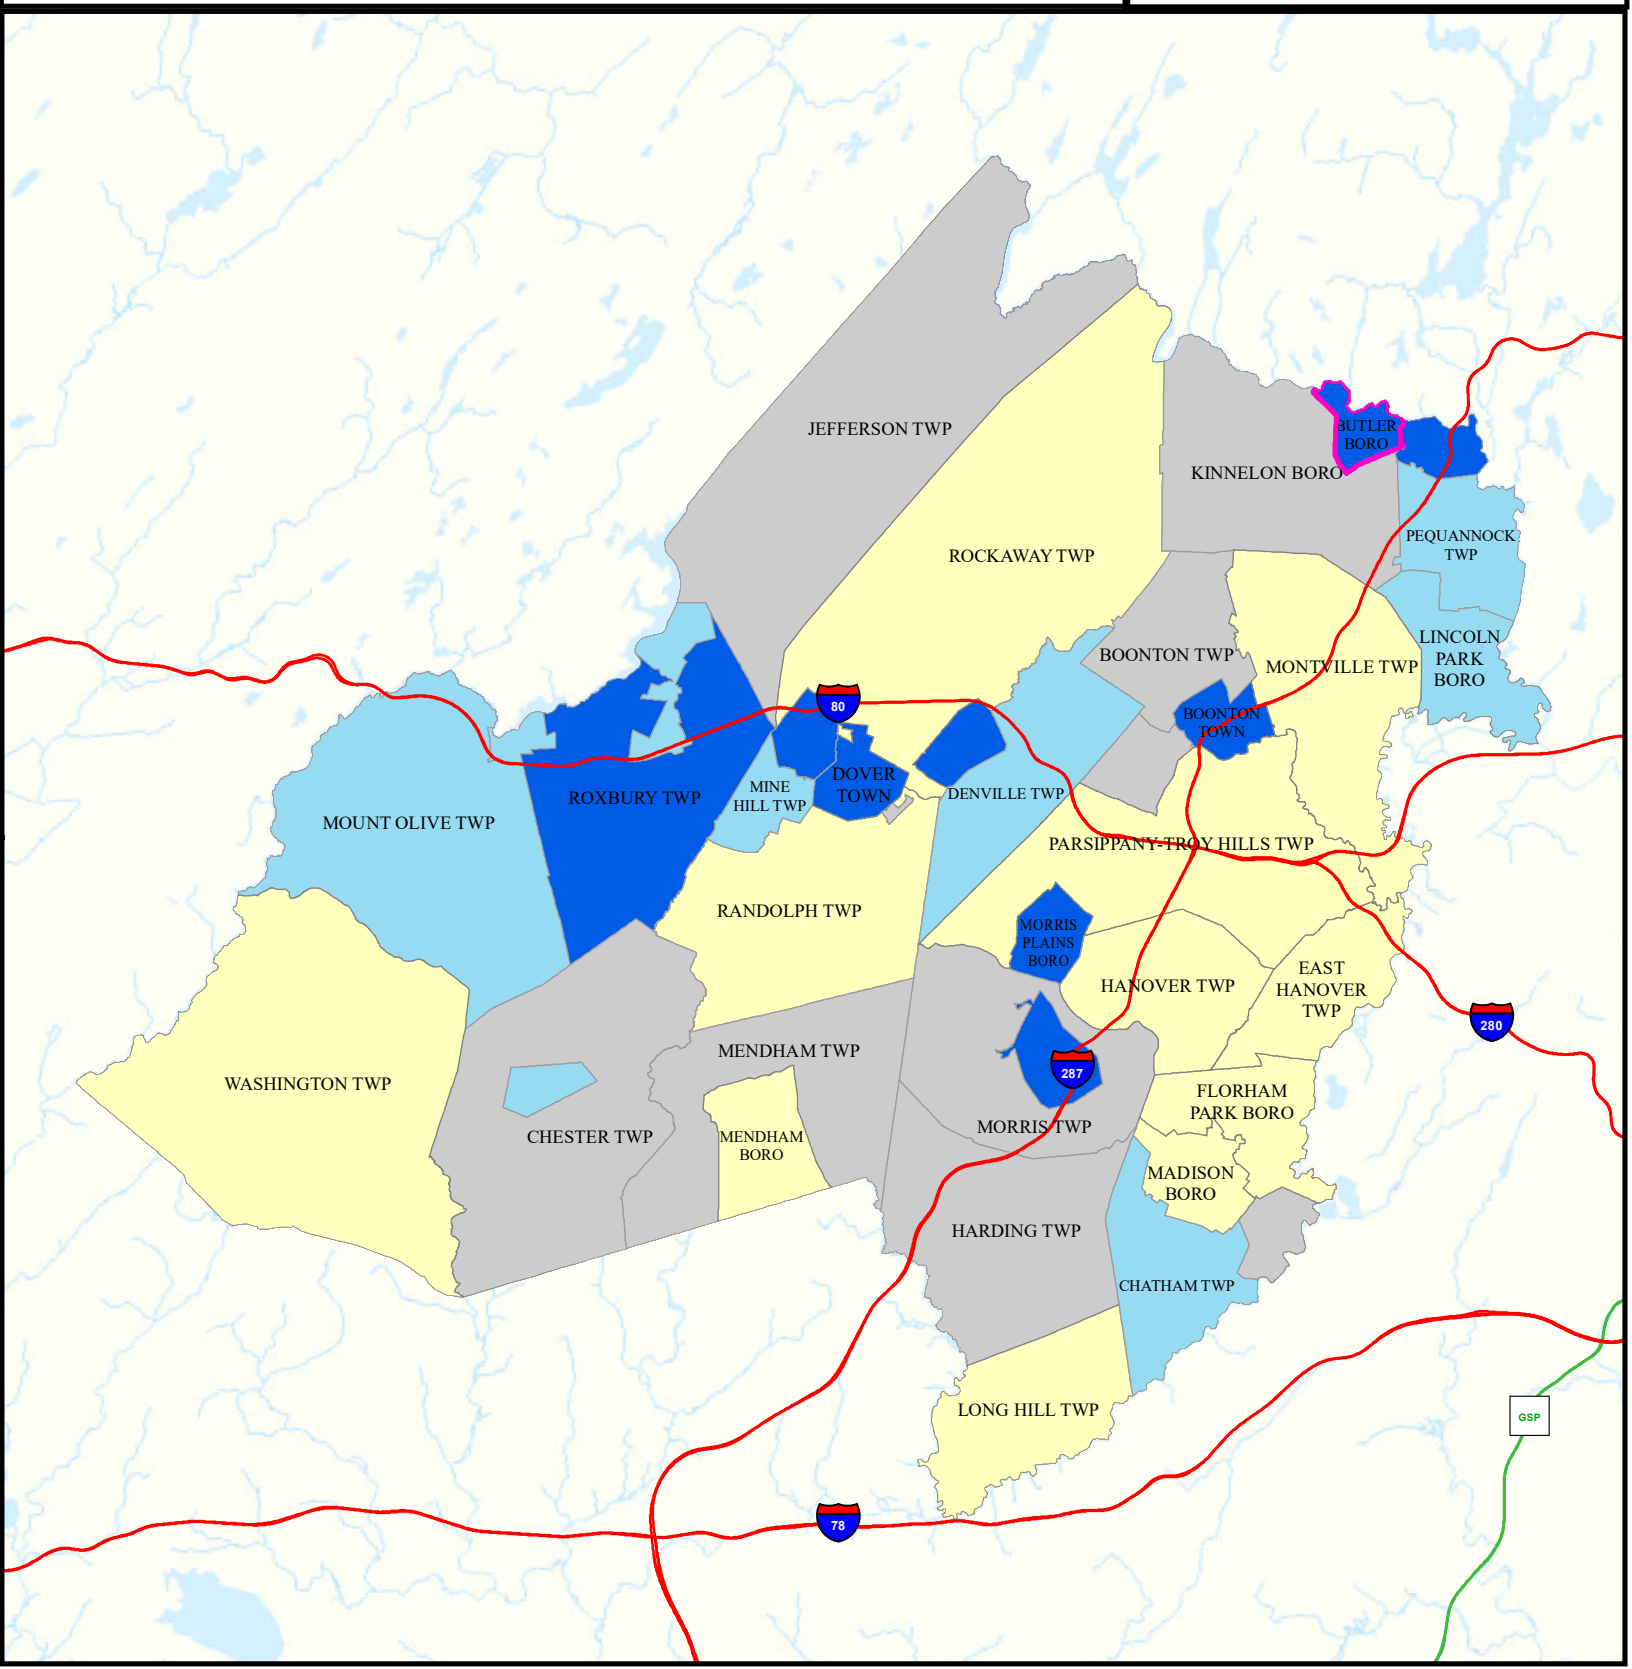 JEFFERSON TWP
BUTLER
BORO
KINNELON BORO
ROCKAWAY TWP
PEQUANNOCK
TWP
BOONTON TWP
MONTVILLE TWP
LINCOLN
PARK
BORO
80
BOONTON
TOWN
ROXBURY TWP
MINE
HILL TWP
DOVER
TOWN
DENVILLE TWP
MOUNT OLIVE TWP
PARSIPPANY-TROY HILLS TWP
RANDOLPH TWP
MORRIS
PLAINS
BORO
HANOVER TWP
EAST
HANOVER
TWP
280
MENDHAM TWP
287
WASHINGTON TWP
FLORHAM
PARK BORO
CHESTER TWP
MENDHAM
BORO
MORRIS TWP
MADISON
BORO
HARDING TWP
CHATHAM TWP
LONG HILL TWP
GSP
78